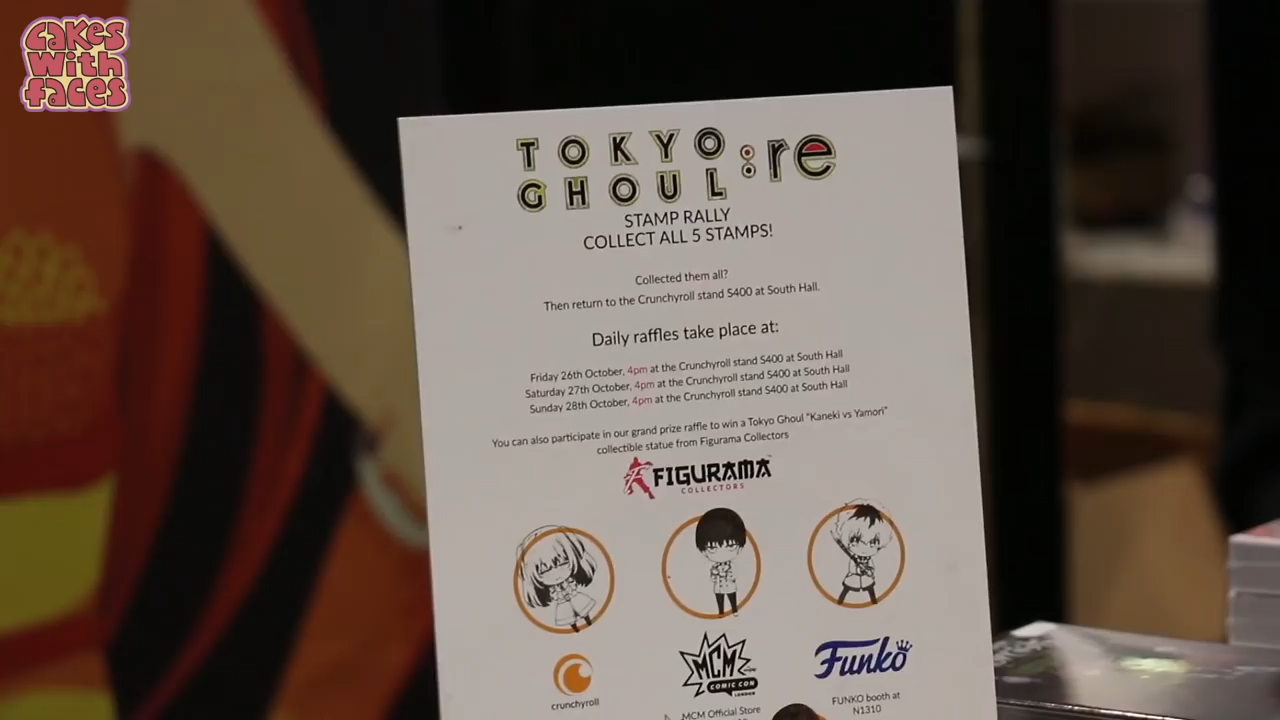 Cakes
With
faces
TOKYO
GHOUL :re
STAMP RALLY
COLLECT ALL 5 STAMPS!
Collected them all?
Then return to the Crunchyroll stand S400 at South Hall.
Daily raffles take place at:
Friday 26th October, 4pm at the Crunchyroll stand S400 at South Hall
Saturday 27th October, 4pm at the Crunchyroll stand S400 at South Hall
Sunday 28th October, 4pm at the Crunchyroll stand S400 at South Hall
You can also participate in our grand prize raffle to win a Tokyo Ghoul "Kaneki vs Yamori"
collectible statue from Figurama Collectors
FIGURAMA
COLLECTORS
MCM
COMIC CON
LONDON
Funko
crunchyroll
MCM Official Store
FUNKO booth at
N1310